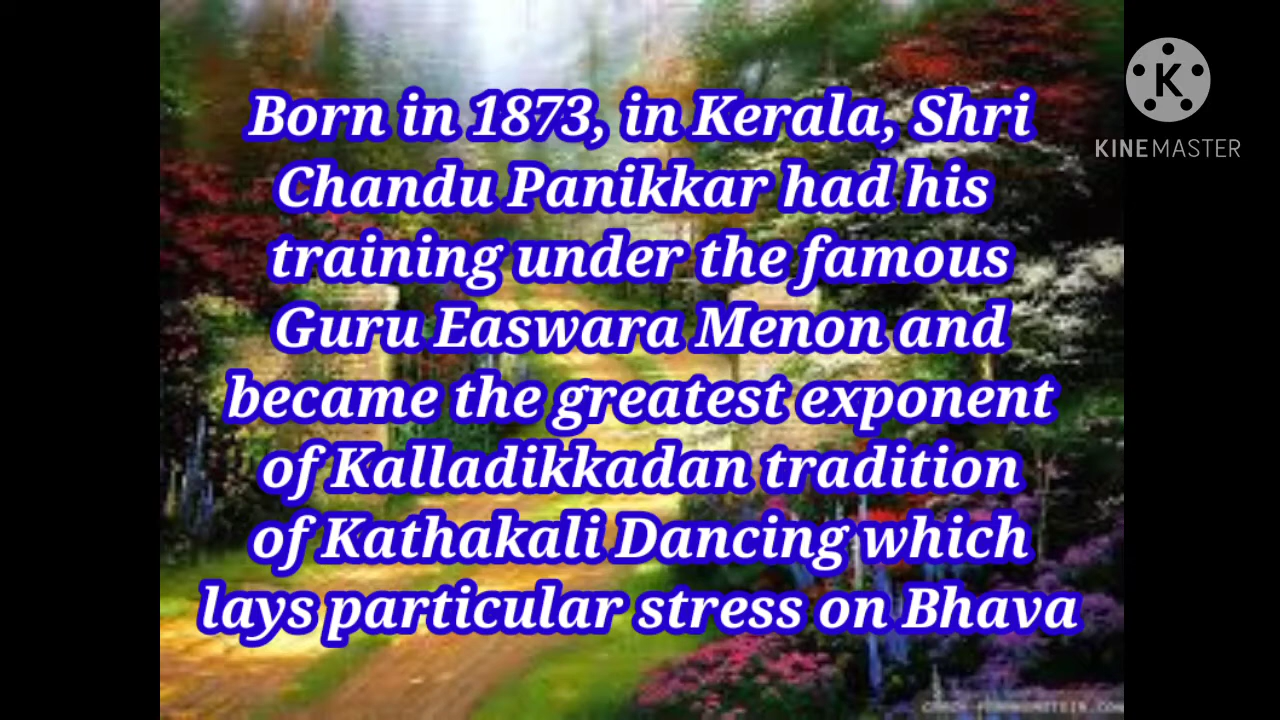 Born in 1873, in Kerala, Shri
Chandu Panikkar had his
training under the famous
Guru Easwara Menon and
became the greatest exponent
of Kalladikkadan tradition
of Kathakali Dancing which
lays particular stress on Bhava
K
KINEMASTER